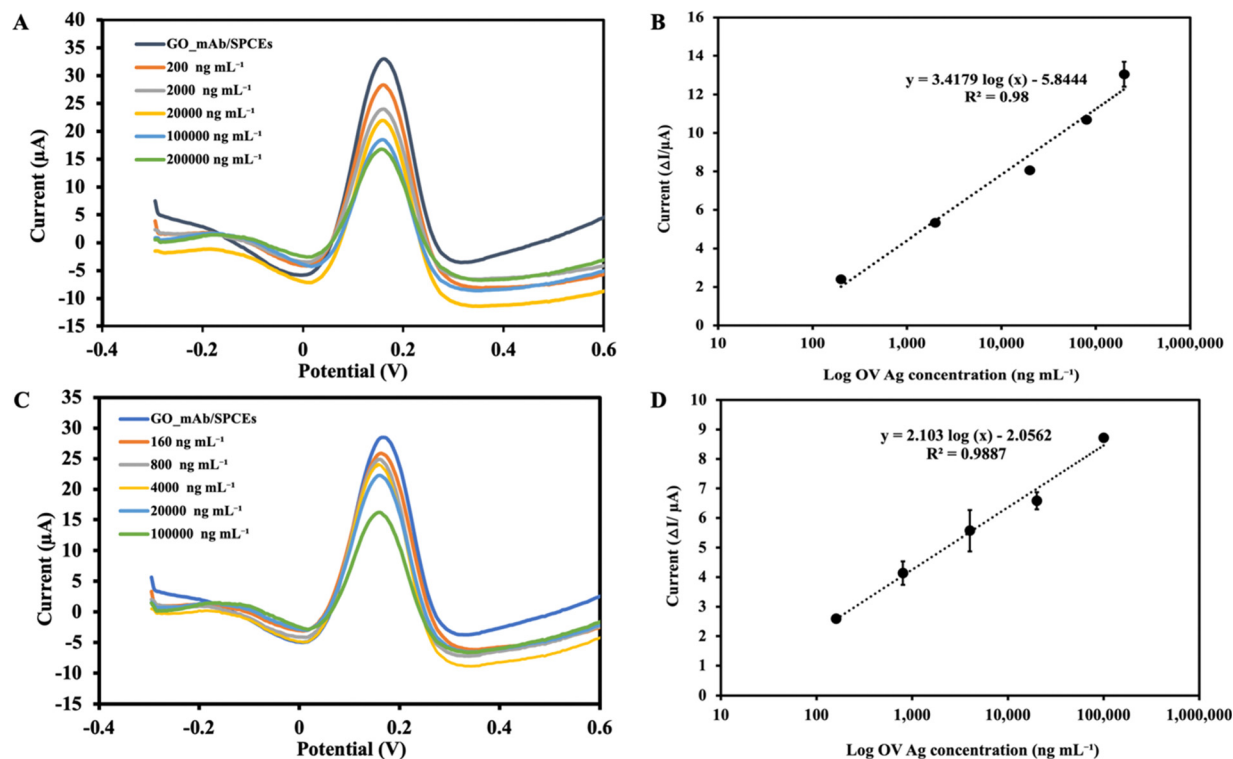 A
40
35
30
25
20
15
10
5
0
-5
-10
-15
Current (µA)
GO_mAb/SPCEs
200 ng mL⁻¹
2000 ng mL⁻¹
20000 ng mL⁻¹
100000 ng mL⁻¹
200000 ng mL⁻¹
-0.4 -0.2 0 0.2 0.4 0.6
Potential (V)
B
16
14
12
10
8
6
4
2
0
Current (ΔI/µA)
y = 3.4179 log (x) - 5.8444
R² = 0.98
10 100 1,000 10,000 100,000 1,000,000
Log OV Ag concentration (ng mL⁻¹)
C
35
30
25
20
15
10
5
0
-5
-10
-15
Current (µA)
GO_mAb/SPCEs
160 ng mL⁻¹
800 ng mL⁻¹
4000 ng mL⁻¹
20000 ng mL⁻¹
100000 ng mL⁻¹
-0.4 -0.2 0 0.2 0.4 0.6
Potential (V)
D
10
9
8
7
6
5
4
3
2
1
0
Current (ΔI/ µA)
y = 2.103 log (x) - 2.0562
R² = 0.9887
10 100 1,000 10,000 100,000 1,000,000
Log OV Ag concentration (ng mL⁻¹)